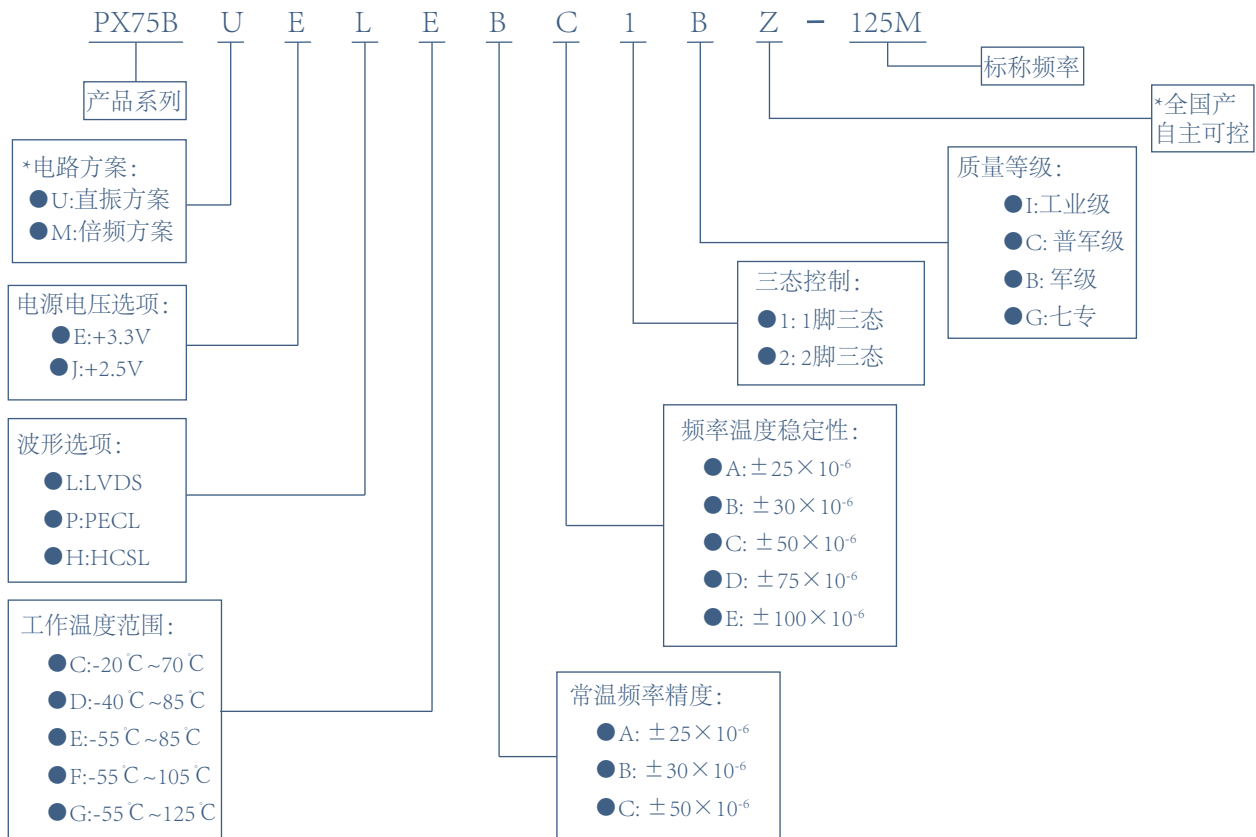 PX75B U E L E B C 1 B Z - 125M
标称频率
产品系列
*全国产
自主可控
*电路方案:
●U:直振方案
●M:倍频方案
质量等级:
●I:工业级
●C: 普军级
●B: 军级
●G:七专
三态控制:
●1: 1脚三态
●2: 2脚三态
电源电压选项:
●E:+3.3V
●J:+2.5V
波形选项:
●L:LVDS
●P:PECL
●H:HCSL
频率温度稳定性:
●A:±25×10⁻⁶
●B: ±30×10⁻⁶
●C: ±50×10⁻⁶
●D: ±75×10⁻⁶
●E: ±100×10⁻⁶
工作温度范围:
●C:-20℃~70℃
●D:-40℃~85℃
●E:-55℃~85℃
●F:-55℃~105℃
●G:-55℃~125℃
常温频率精度:
●A: ±25×10⁻⁶
●B: ±30×10⁻⁶
●C: ±50×10⁻⁶